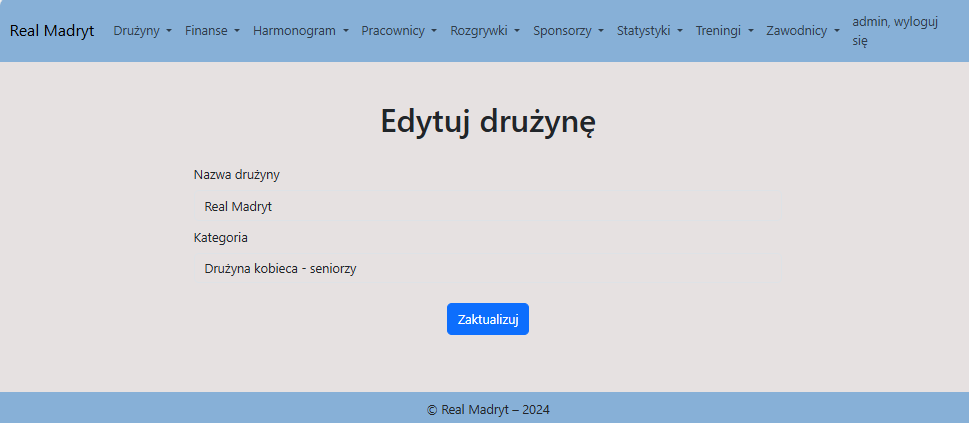 Real Madryt Drużyny Finanse Harmonogram Pracownicy Rozgrywki Sponsorzy Statystyki Treningi Zawodnicy admin, wyloguj
się
Edytuj drużynę
Nazwa drużyny
Real Madryt
Kategoria
Drużyna kobieca - seniorzy
Zaktualizuj
© Real Madryt – 2024